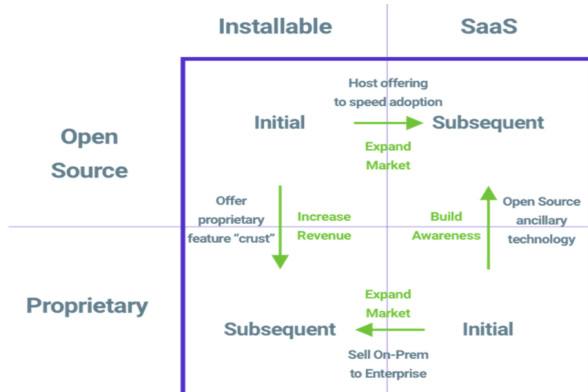 Installable
SaaS
Host offering
to speed adoption
Open
Source
Initial
Subsequent
Expand
Market
Offer
proprietary
feature “crust”
Increase
Revenue
Build
Awareness
Open Source
ancillary
technology
Proprietary
Expand
Market
Subsequent
Initial
Sell On-Prem
to Enterprise